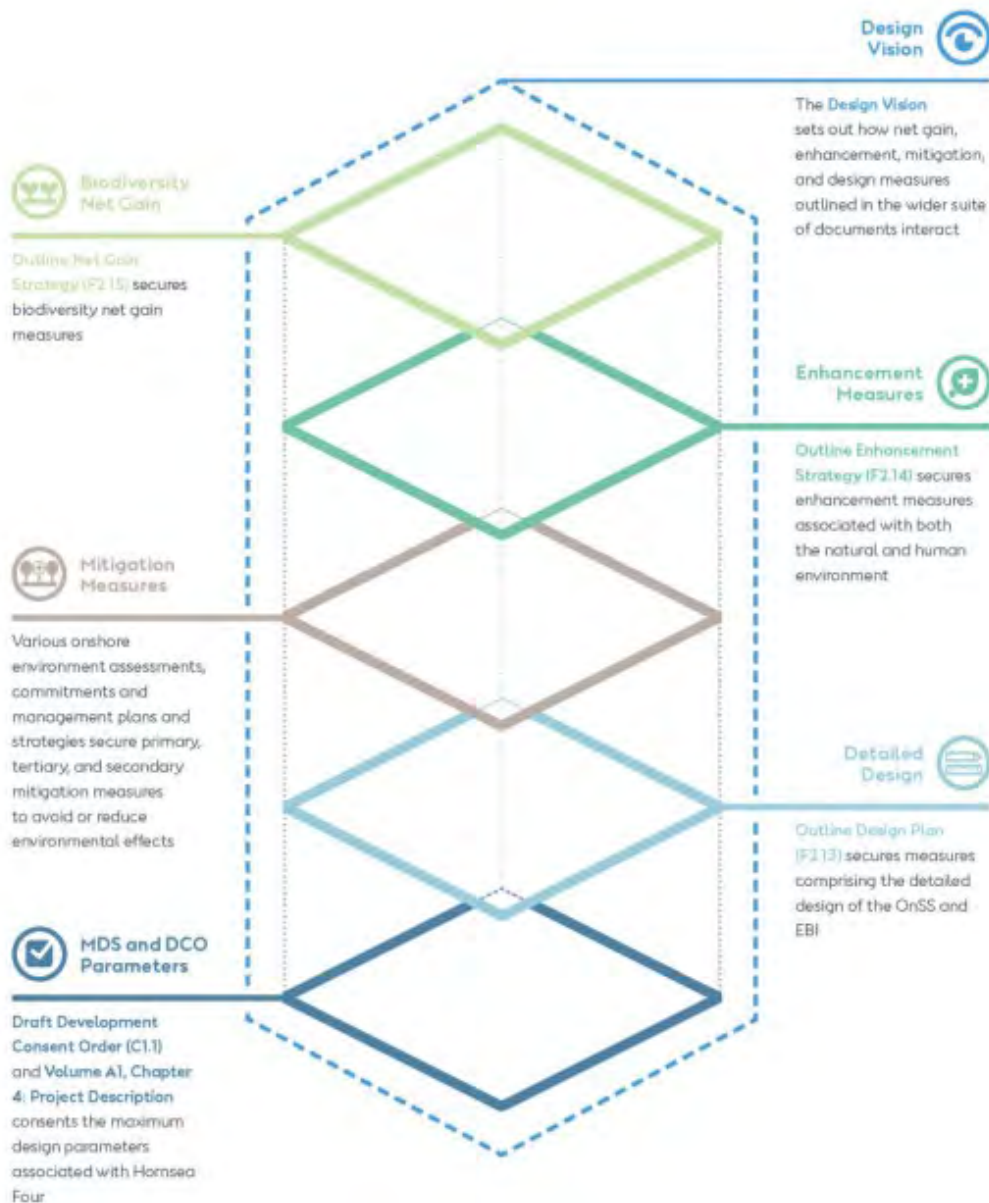 Design
Vision
The Design Vision
sets out how net gain,
enhancement, mitigation,
and design measures
outlined in the wider suite
of documents interact
Biodiversity
Net Gain
Outline Net Gain
Strategy (F2.15) secures
biodiversity net gain
measures
Enhancement
Measures
Outline Enhancement
Strategy (F2.14) secures
enhancement measures
associated with both
the natural and human
environment
Mitigation
Measures
Various onshore
environment assessments,
commitments and
management plans and
strategies secure primary,
tertiary, and secondary
mitigation measures
to avoid or reduce
environmental effects
Detailed
Design
Outline Design Plan
(F2.13) secures measures
comprising the detailed
design of the OnSS and
EBI
MDS and DCO
Parameters
Draft Development
Consent Order (C1.1)
and Volume A1, Chapter
4: Project Description
consents the maximum
design parameters
associated with Hornsea
Four